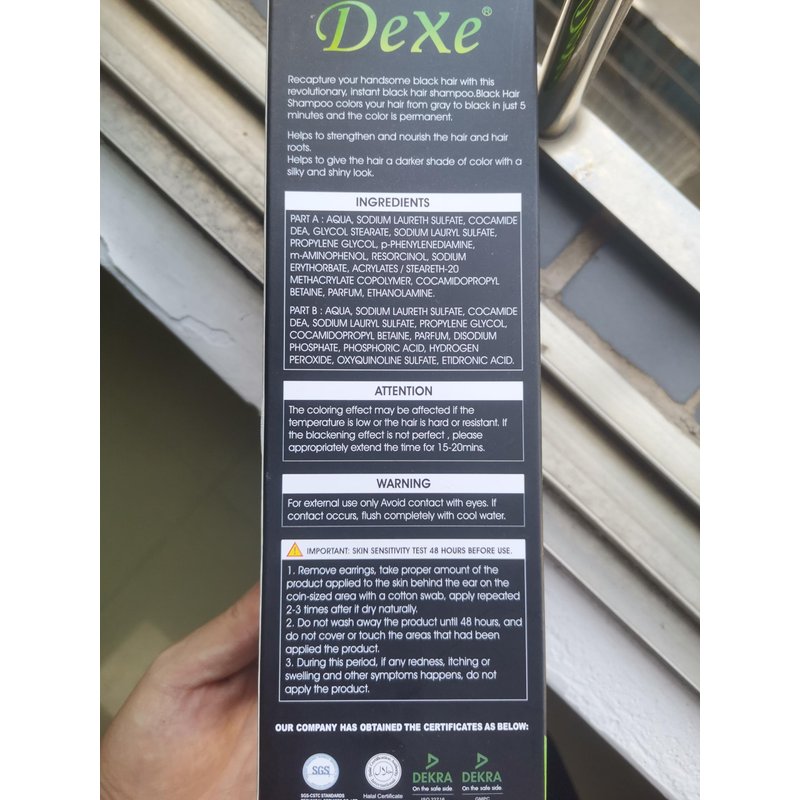 DeXe®
Recapture your handsome black hair with this
revolutionary, instant black hair shampoo.Black Hair
Shampoo colors your hair from gray to black in just 5
minutes and the color is permanent.
Helps to strengthen and nourish the hair and hair
roots.
Helps to give the hair a darker shade of color with a
silky and shiny look.
INGREDIENTS
PART A : AQUA, SODIUM LAURETH SULFATE, COCAMIDE
DEA, GLYCOL STEARATE, SODIUM LAURYL SULFATE,
PROPYLENE GLYCOL, p-PHENYLENEDIAMINE,
m-AMINOPHENOL, RESORCINOL, SODIUM
ERYTHORBATE, ACRYLATES / STEARETH-20
METHACRYLATE COPOLYMER, COCAMIDOPROPYL
BETAINE, PARFUM, ETHANOLAMINE.
PART B : AQUA, SODIUM LAURETH SULFATE, COCAMIDE
DEA, SODIUM LAURYL SULFATE, PROPYLENE GLYCOL,
COCAMIDOPROPYL BETAINE, PARFUM, DISODIUM
PHOSPHATE, PHOSPHORIC ACID, HYDROGEN
PEROXIDE, OXYQUINOLINE SULFATE, ETIDRONIC ACID.
ATTENTION
The coloring effect may be affected if the
temperature is low or the hair is hard or resistant. If
the blackening effect is not perfect , please
appropriately extend the time for 15-20mins.
WARNING
For external use only Avoid contact with eyes. If
contact occurs, flush completely with cool water.
IMPORTANT: SKIN SENSITIVITY TEST 48 HOURS BEFORE USE.
1. Remove earrings, take proper amount of the
product applied to the skin behind the ear on the
coin-sized area with a cotton swab, apply repeated
2-3 times after it dry naturally.
2. Do not wash away the product until 48 hours, and
do not cover or touch the areas that had been
applied the product.
3. During this period, if any redness, itching or
swelling and other symptoms happens, do not
apply the product.
OUR COMPANY HAS OBTAINED THE CERTIFICATES AS BELOW:
SGS
DEKRA DEKRA
On the safe side. On the safe side.
SGS-CSTC STANDARDS
Halal Certificate